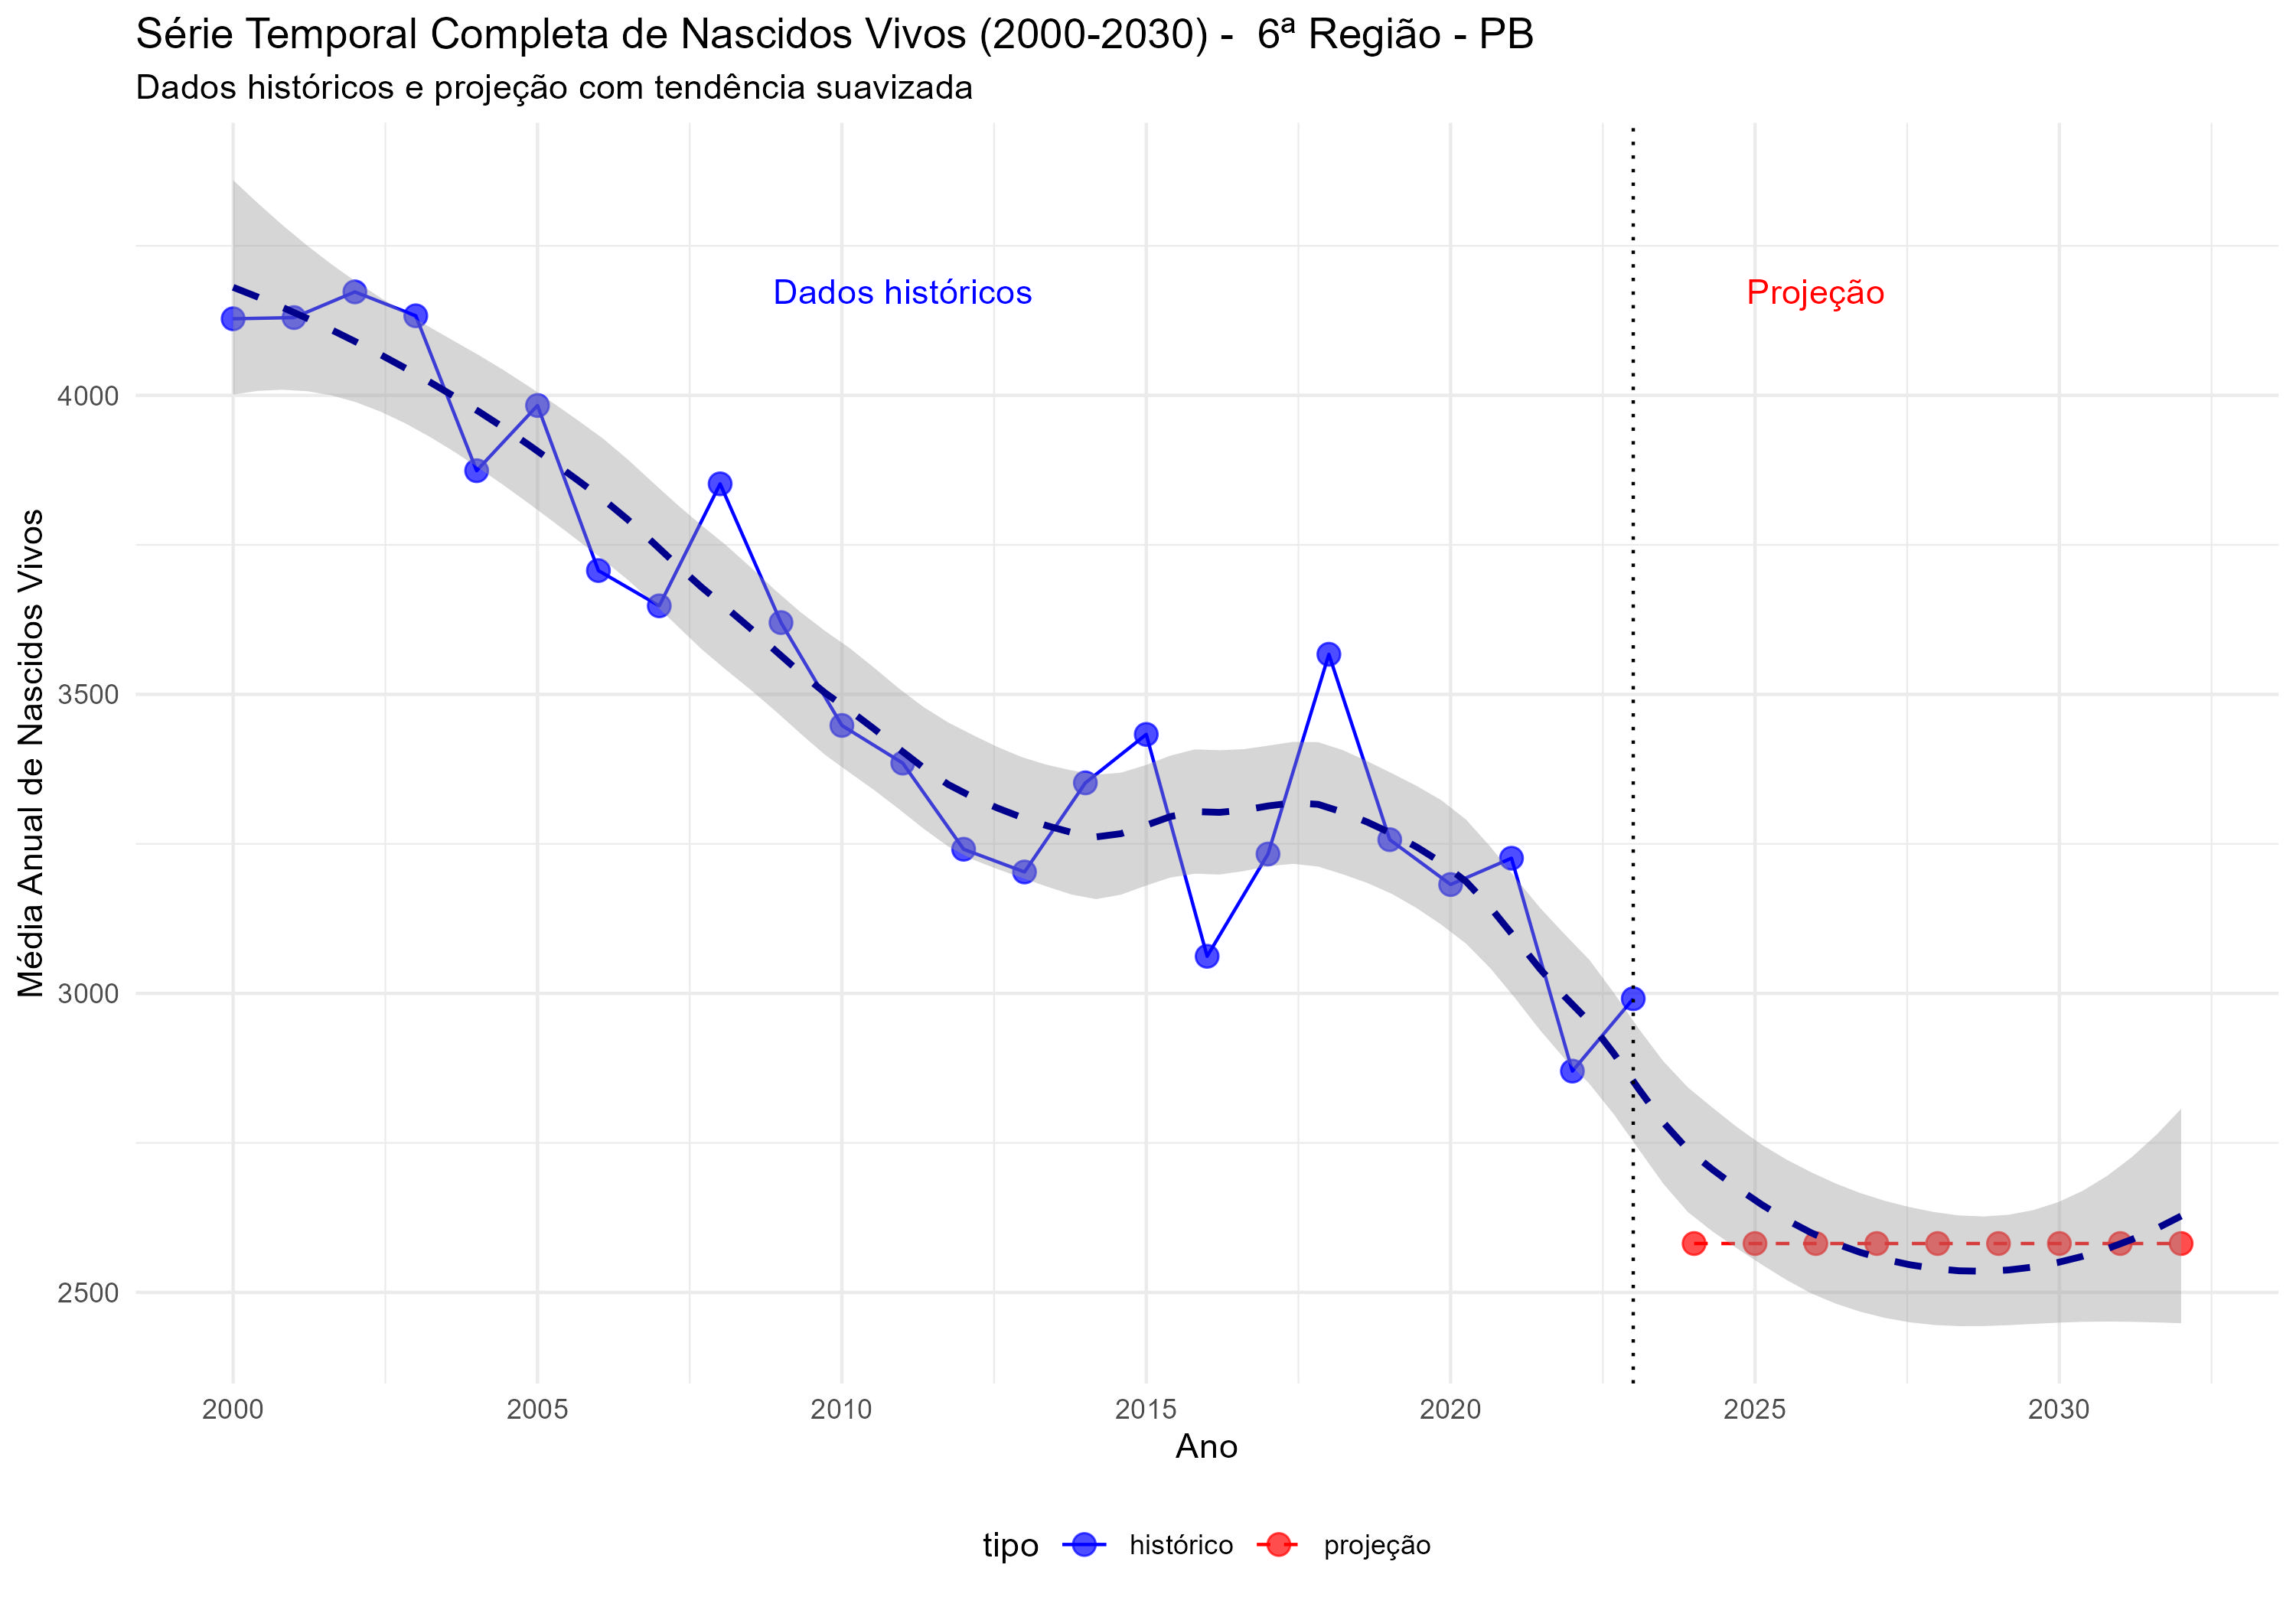 Série Temporal Completa de Nascidos Vivos (2000-2030) -  6ª Região - PB
Dados históricos e projeção com tendência suavizada
Dados históricos
Projeção
Média Anual de Nascidos Vivos
4000
3500
3000
2500
2000
2005
2010
2015
2020
2025
2030
Ano
tipo
histórico
projeção